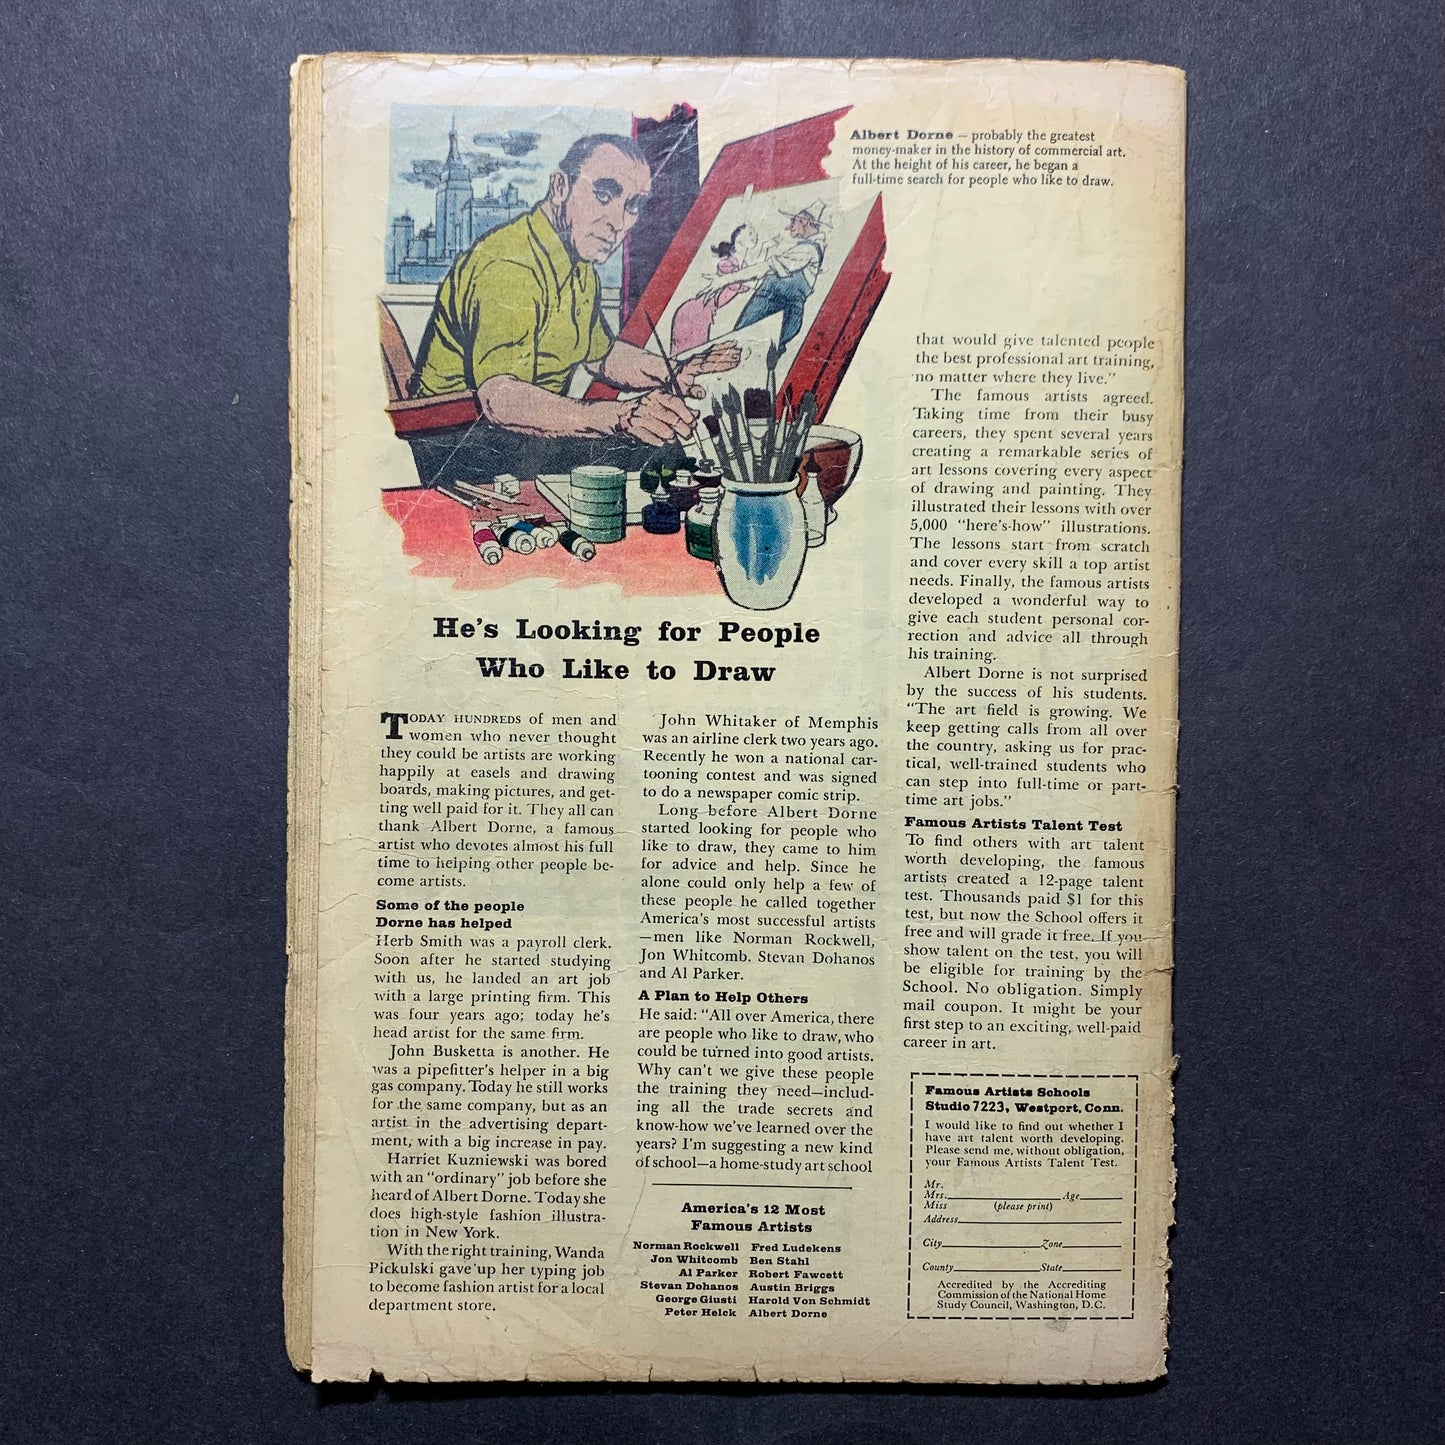 Albert Dorne — probably the greatest
money-maker in the history of commercial art.
At the height of his career, he began a
full-time search for people who like to draw.
He's Looking for People
Who Like to Draw
TODAY HUNDREDS of men and
women who never thought
they could be artists are working
happily at easels and drawing
boards, making pictures, and get-
ting well paid for it. They all can
thank Albert Dorne, a famous
artist who devotes almost his full
time to helping other people be-
come artists.
Some of the people
Dorne has helped
Herb Smith was a payroll clerk.
Soon after he started studying
with us, he landed an art job
with a large printing firm. This
was four years ago; today he's
head artist for the same firm.
John Busketta is another. He
was a pipefitter's helper in a big
gas company. Today he still works
for the same company, but as an
artist in the advertising depart-
ment, with a big increase in pay.
Harriet Kuzniewski was bored
with an "ordinary" job before she
heard of Albert Dorne. Today she
does high-style fashion illustra-
tion in New York.
With the right training, Wanda
Pickulski gave up her typing job
to become fashion artist for a local
department store.
John Whitaker of Memphis
was an airline clerk two years ago.
Recently he won a national car-
tooning contest and was signed
to do a newspaper comic strip.
Long before Albert Dorne
started looking for people who
like to draw, they came to him
for advice and help. Since he
alone could only help a few of
these people he called together
America's most successful artists
—men like Norman Rockwell,
Jon Whitcomb. Stevan Dohanos
and Al Parker.
A Plan to Help Others
He said: "All over America, there
are people who like to draw, who
could be turned into good artists.
Why can't we give these people
the training they need—includ-
ing all the trade secrets and
know-how we've learned over the
years? I'm suggesting a new kind
of school—a home-study art school
America's 12 Most
Famous Artists
Norman Rockwell Fred Ludekens
Jon Whitcomb Ben Stahl
Al Parker Robert Fawcett
Stevan Dohanos Austin Briggs
George Giusti Harold Von Schmidt
Peter Helck Albert Dorne
that would give talented people
the best professional art training,
no matter where they live."
The famous artists agreed.
Taking time from their busy
careers, they spent several years
creating a remarkable series of
art lessons covering every aspect
of drawing and painting. They
illustrated their lessons with over
5,000 "here's-how" illustrations.
The lessons start from scratch
and cover every skill a top artist
needs. Finally, the famous artists
developed a wonderful way to
give each student personal cor-
rection and advice all through
his training.
Albert Dorne is not surprised
by the success of his students.
"The art field is growing. We
keep getting calls from all over
the country, asking us for prac-
tical, well-trained students who
can step into full-time or part-
time art jobs."
Famous Artists Talent Test
To find others with art talent
worth developing, the famous
artists created a 12-page talent
test. Thousands paid $1 for this
test, but now the School offers it
free and will grade it free. If you
show talent on the test, you will
be eligible for training by the
School. No obligation. Simply
mail coupon. It might be your
first step to an exciting, well-paid
career in art.
Famous Artists Schools
Studio 7223, Westport, Conn.
I would like to find out whether I
have art talent worth developing.
Please send me, without obligation,
your Famous Artists Talent Test.
Mr.
Mrs. Age
Miss (please print)
Address
City Zone
County State
Accredited by the Accrediting
Commission of the National Home
Study Council, Washington, D.C.